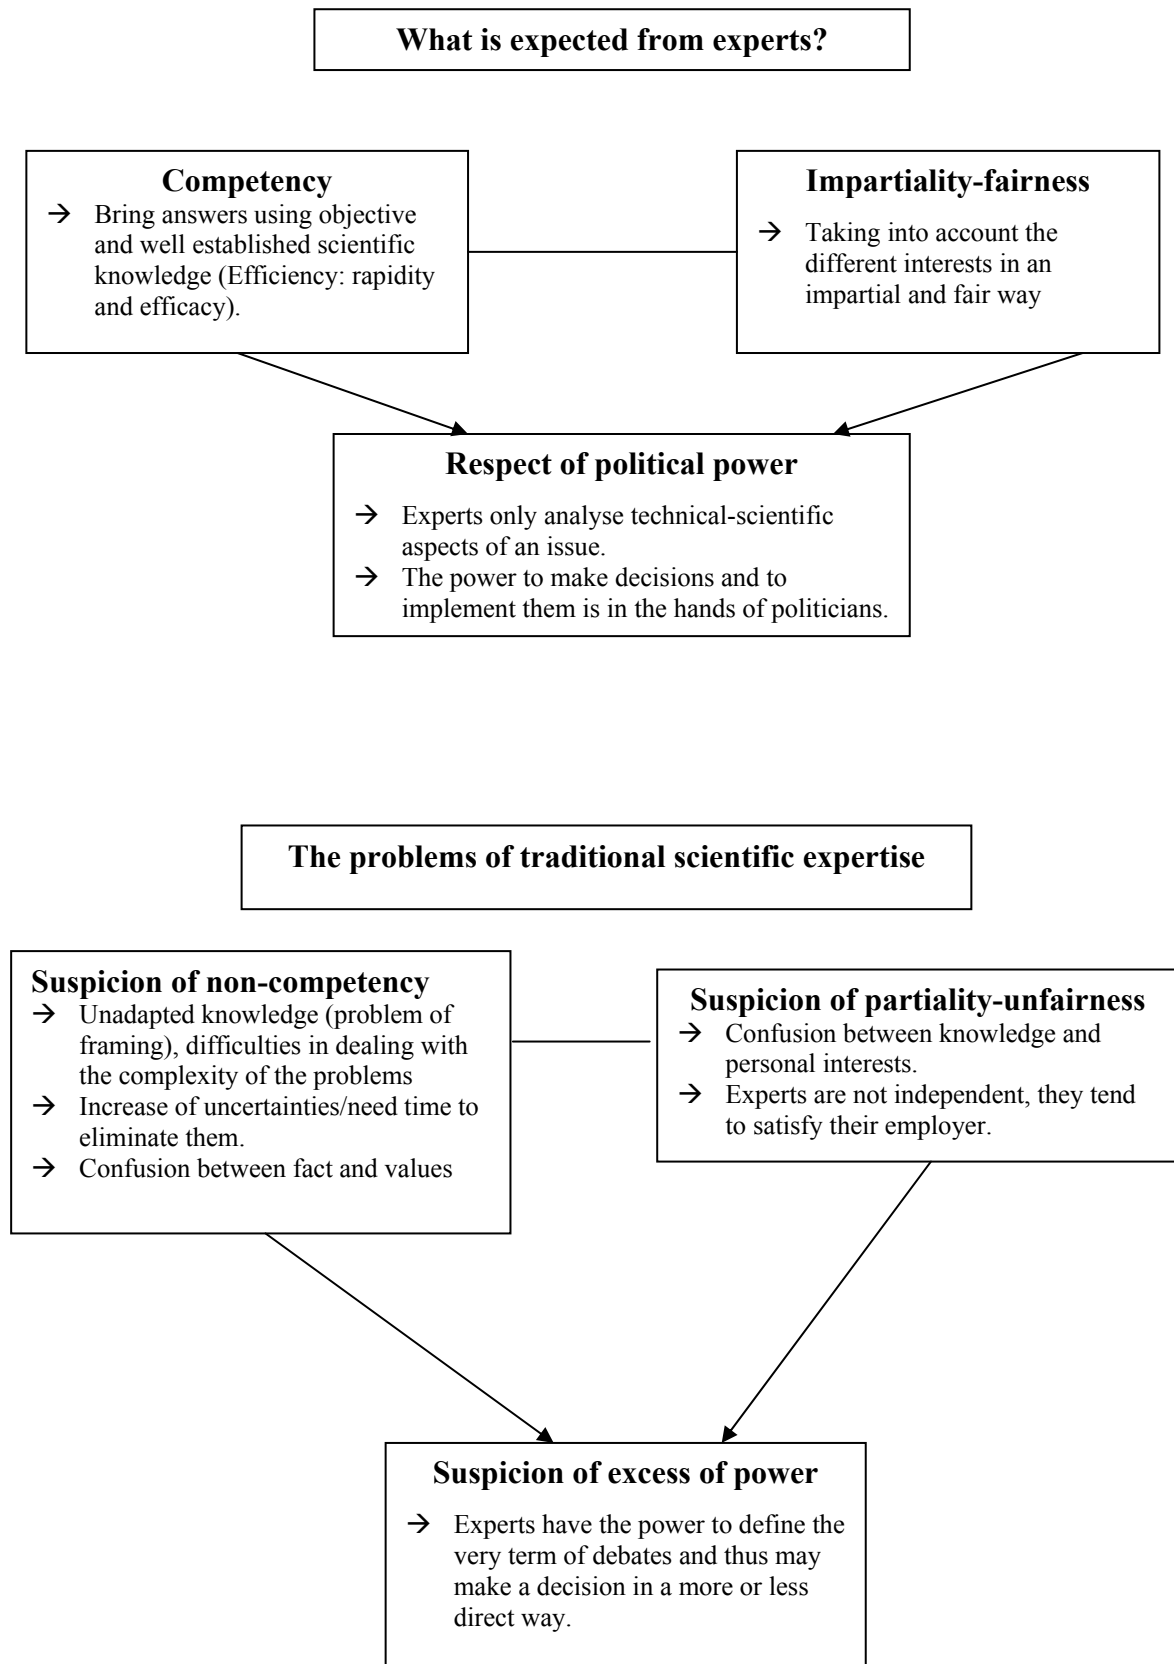 What is expected from experts?
Competency
→ Bring answers using objective
and well established scientific
knowledge (Efficiency: rapidity
and efficacy).
Impartiality-fairness
→ Taking into account the
different interests in an
impartial and fair way
Respect of political power
→ Experts only analyse technical-scientific
aspects of an issue.
→ The power to make decisions and to
implement them is in the hands of politicians.
The problems of traditional scientific expertise
Suspicion of non-competency
→ Unadapted knowledge (problem of
framing), difficulties in dealing with
the complexity of the problems
→ Increase of uncertainties/need time to
eliminate them.
→ Confusion between fact and values
Suspicion of partiality-unfairness
→ Confusion between knowledge and
personal interests.
→ Experts are not independent, they tend
to satisfy their employer.
Suspicion of excess of power
→ Experts have the power to define the
very term of debates and thus may
make a decision in a more or less
direct way.